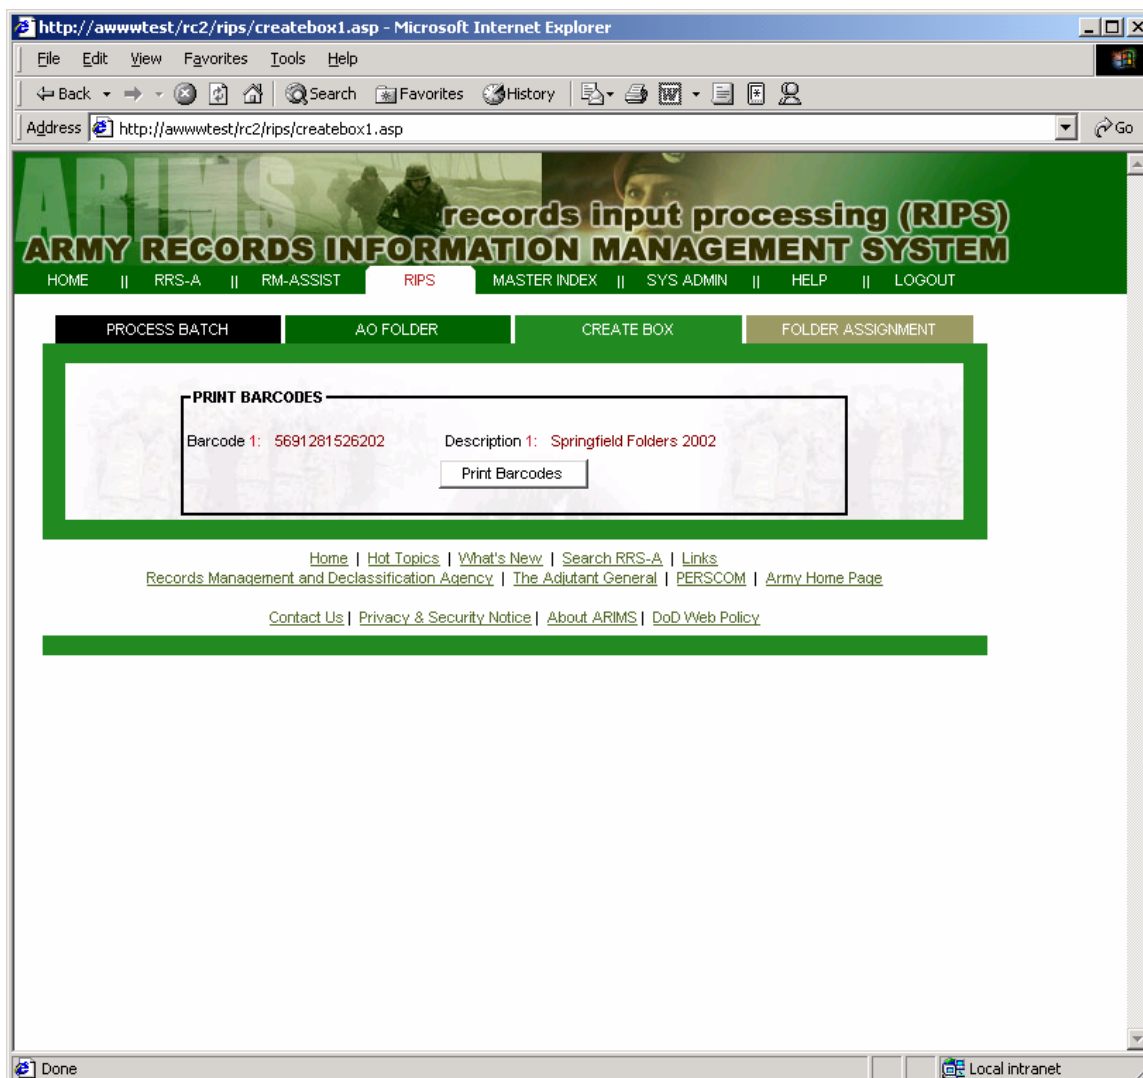 http://awwwtest/rc2/rips/createbox1.asp - Microsoft Internet Explorer
File Edit View Favorites Tools Help
Back Search Favorites History
Address http://awwwtest/rc2/rips/createbox1.asp Go
ARIMS
records input processing (RIPS)
ARMY RECORDS INFORMATION MANAGEMENT SYSTEM
HOME || RRS-A || RM-ASSIST RIPS MASTER INDEX || SYS ADMIN || HELP || LOGOUT
PROCESS BATCH AO FOLDER CREATE BOX FOLDER ASSIGNMENT
PRINT BARCODES
Barcode 1: 5691281526202 Description 1: Springfield Folders 2002
Print Barcodes
Home | Hot Topics | What's New | Search RRS-A | Links
Records Management and Declassification Agency | The Adjutant General | PERSCOM | Army Home Page
Contact Us | Privacy & Security Notice | About ARIMS | DoD Web Policy
Done Local intranet